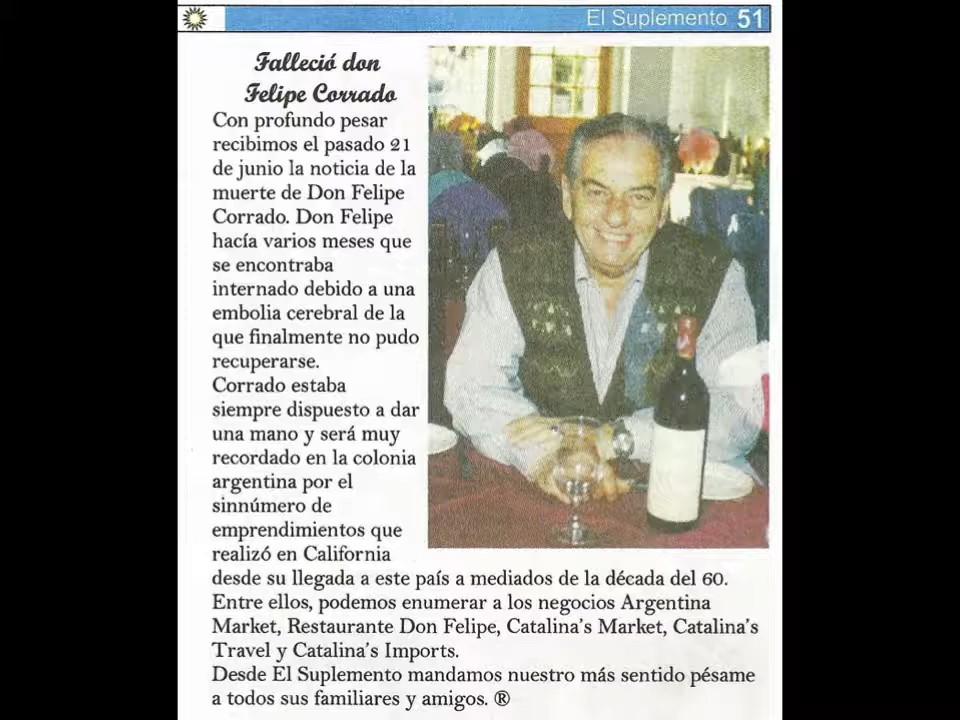 El Suplemento 51
Falleció don
Felipe Corrado
Con profundo pesar
recibimos el pasado 21
de junio la noticia de la
muerte de Don Felipe
Corrado. Don Felipe
hacía varios meses que
se encontraba
internado debido a una
embolia cerebral de la
que finalmente no pudo
recuperarse.
Corrado estaba
siempre dispuesto a dar
una mano y será muy
recordado en la colonia
argentina por el
sinnúmero de
emprendimientos que
realizó en California
desde su llegada a este país a mediados de la década del 60.
Entre ellos, podemos enumerar a los negocios Argentina
Market, Restaurante Don Felipe, Catalina's Market, Catalina's
Travel y Catalina's Imports.
Desde El Suplemento mandamos nuestro más sentido pésame
a todos sus familiares y amigos. ®